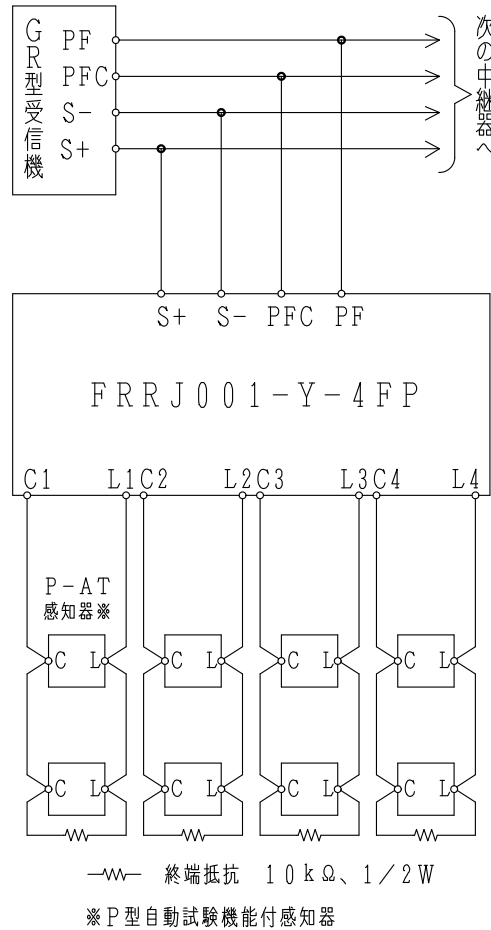 GR型受信機
PF
PFC
S-
S+
次の中継器へ
S+ S- PFC PF
FRRJ001-Y-4FP
C1 L1 C2 L2 C3 L3 C4 L4
P-AT
感知器※
C L C L C L C L
C L C L C L C L
終端抵抗 10kΩ、1/2W
※P型自動試験機能付感知器